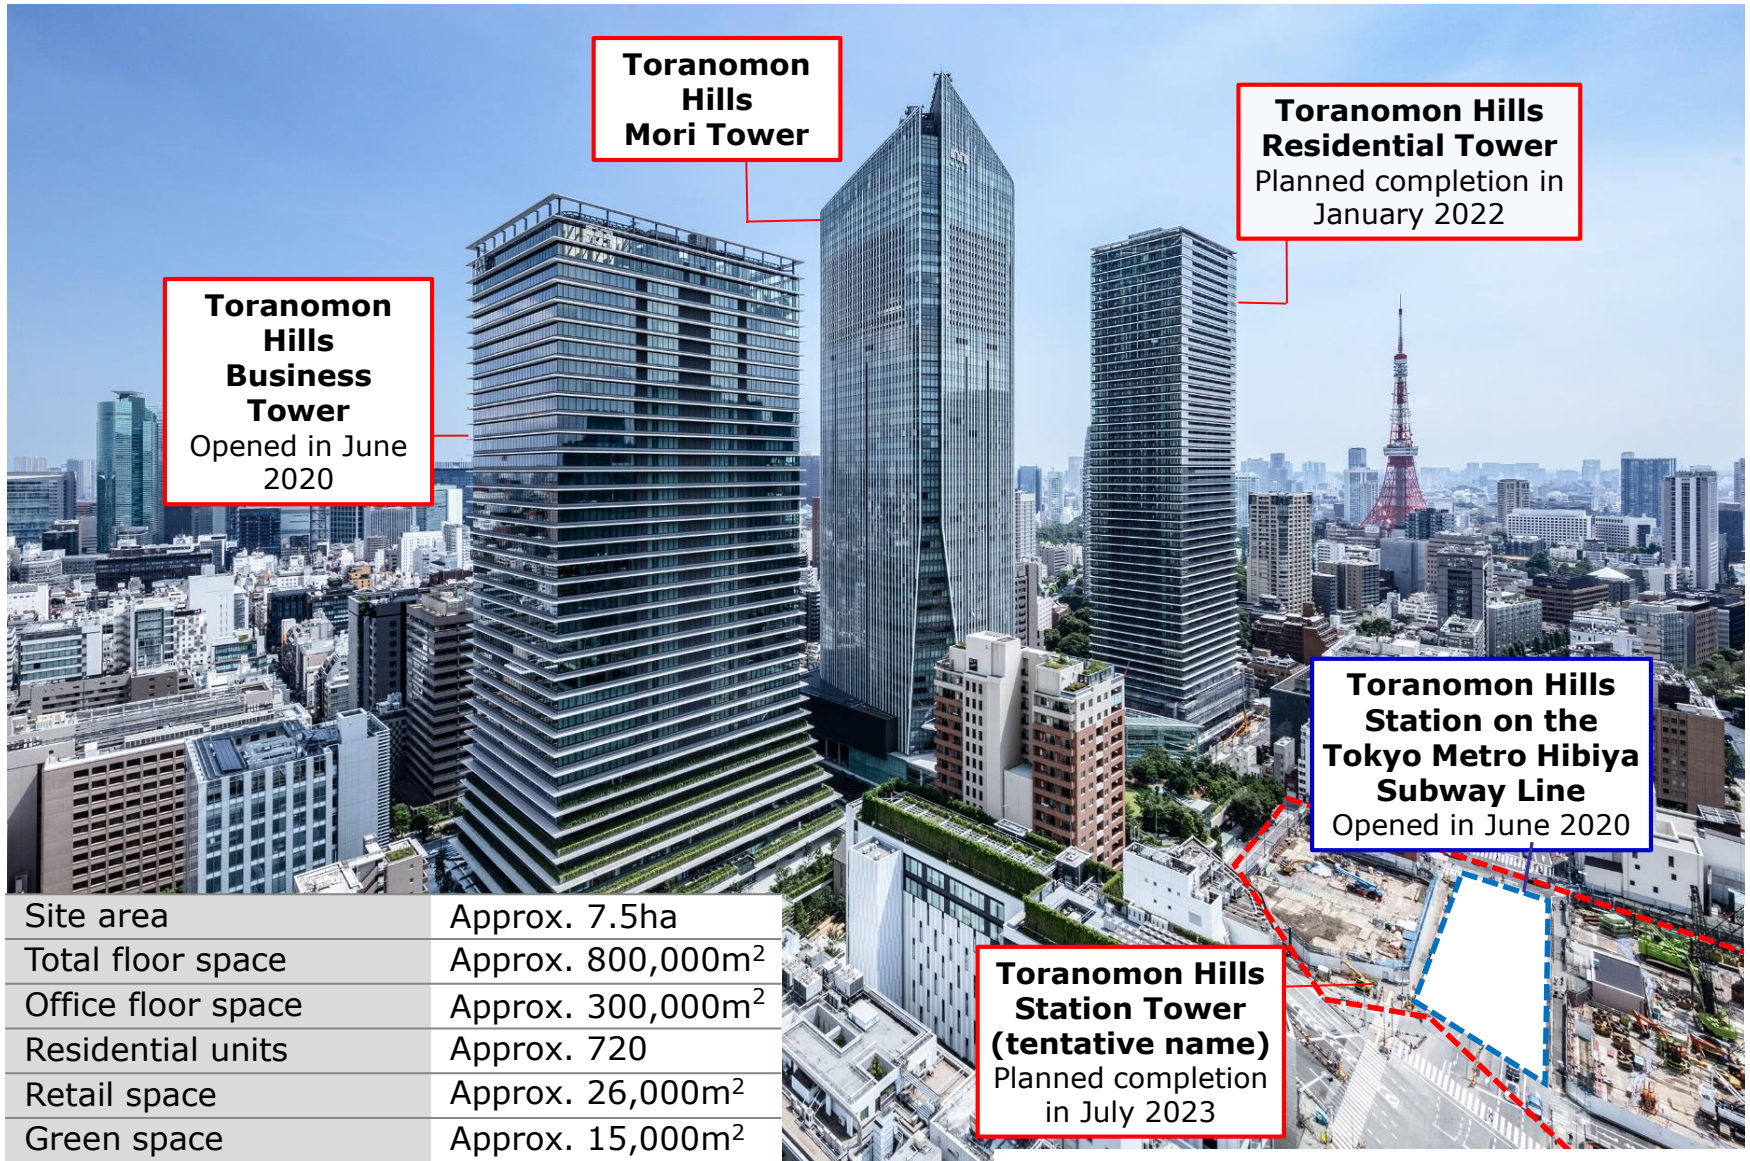 Toranomon
Hills
Mori Tower
Toranomon Hills
Residential Tower
Planned completion in
January 2022
Toranomon
Hills
Business
Tower
Opened in June
2020
Toranomon Hills
Station on the
Tokyo Metro Hibiya
Subway Line
Opened in June 2020
Toranomon Hills
Station Tower
(tentative name)
Planned completion
in July 2023
Site area Approx. 7.5ha
Total floor space Approx. 800,000m²
Office floor space Approx. 300,000m²
Residential units Approx. 720
Retail space Approx. 26,000m²
Green space Approx. 15,000m²